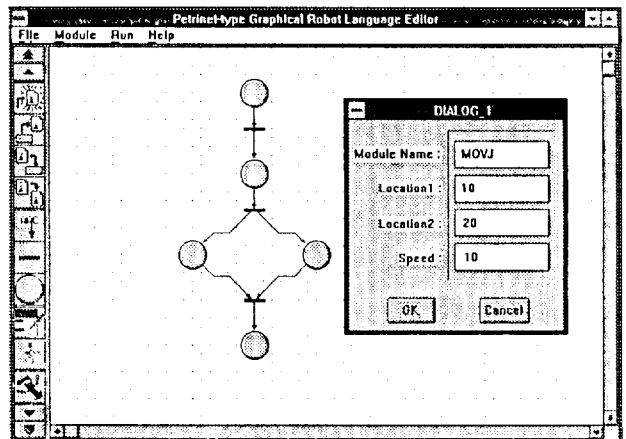 PetrineHype Graphical Robot Language Editor
File Module Run Help
DIALOG_1
Module Name : MOVJ
Location1 : 10
Location2 : 20
Speed : 10
OK Cancel